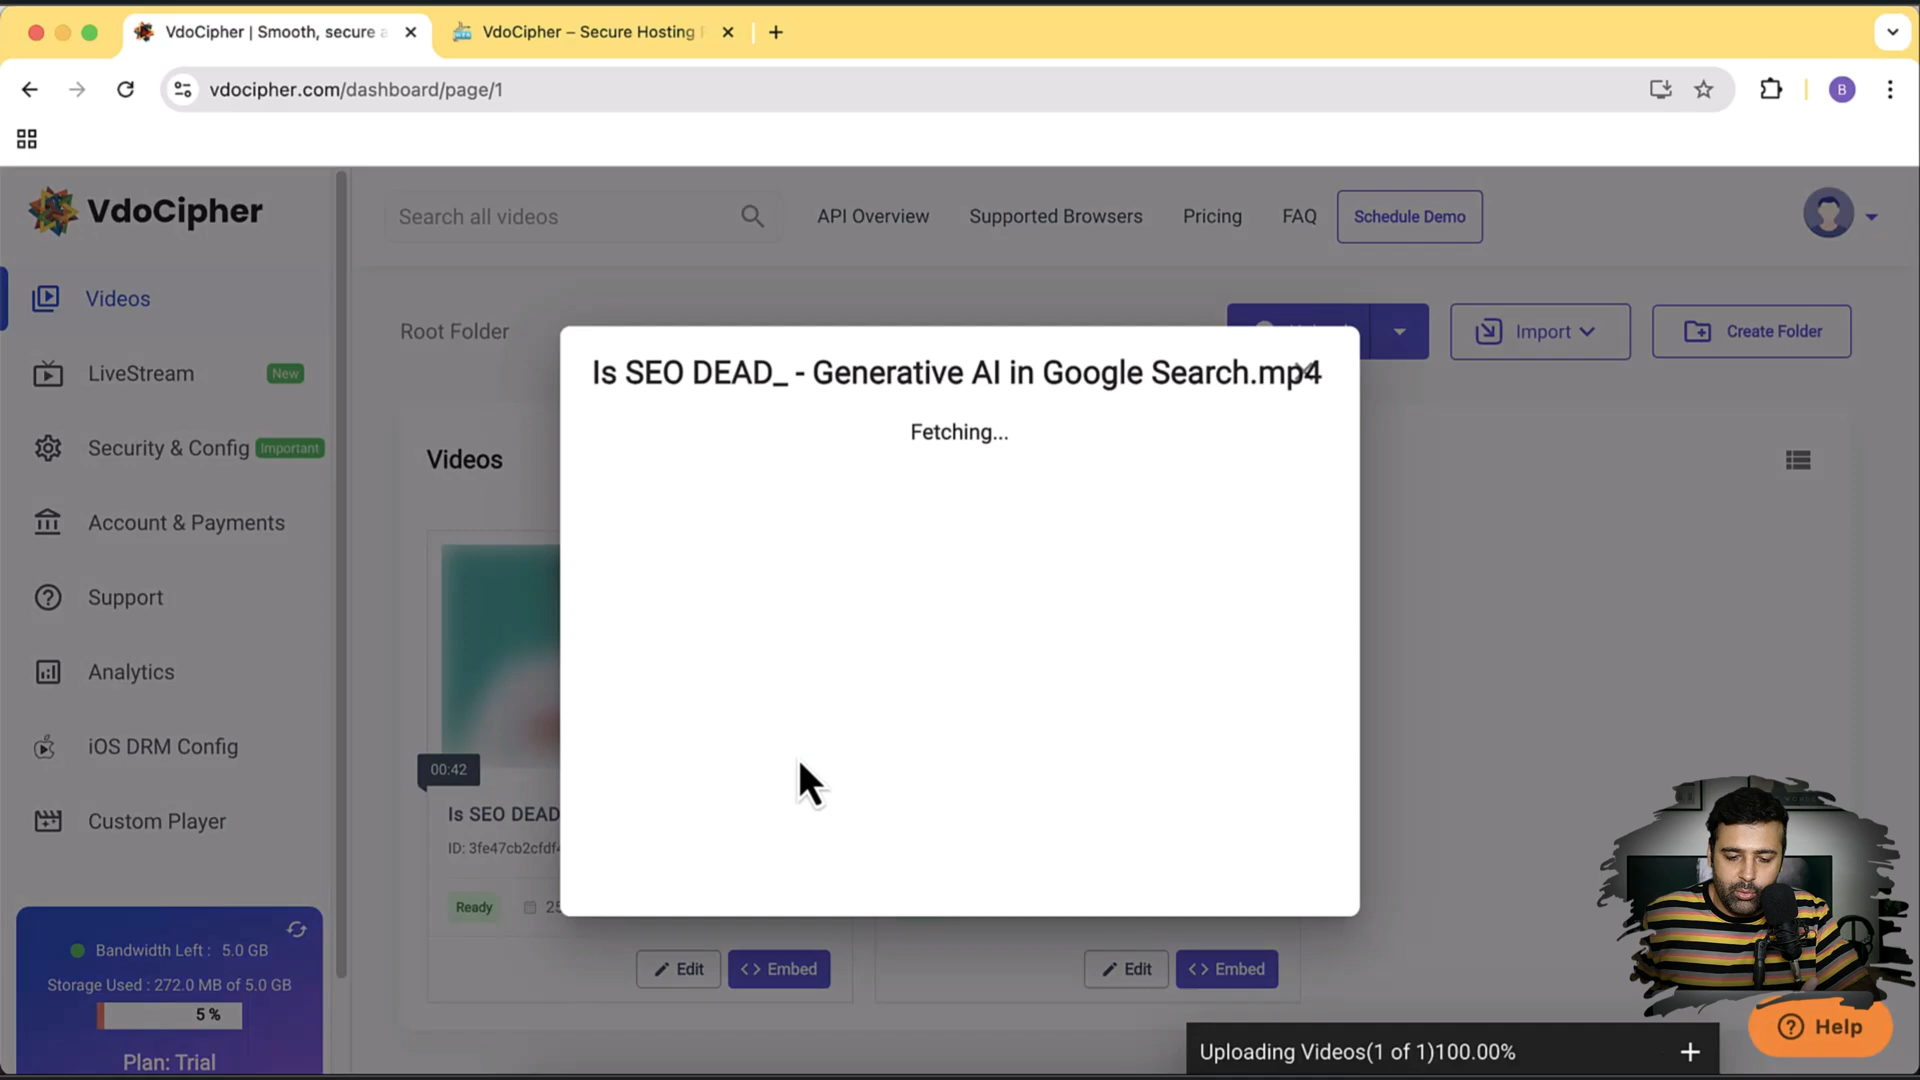 VdoCipher | Smooth, secure a
VdoCipher – Secure Hosting
vdocipher.com/dashboard/page/1
B
VdoCipher
Search all videos
API Overview
Supported Browsers
Pricing
FAQ
Schedule Demo
Videos
LiveStream
New
Security & Config
Important
Account & Payments
Support
Analytics
iOS DRM Config
Custom Player
Bandwidth Left : 5.0 GB
Storage Used : 272.0 MB of 5.0 GB
5 %
Plan: Trial
Root Folder
Import
Create Folder
Is SEO DEAD_ - Generative AI in Google Search.mp4
Fetching...
Videos
00:42
Is SEO DEAD
ID: 3fe47cb2cfdf
Ready
25
Edit
<> Embed
Edit
<> Embed
Uploading Videos(1 of 1)100.00%
Help